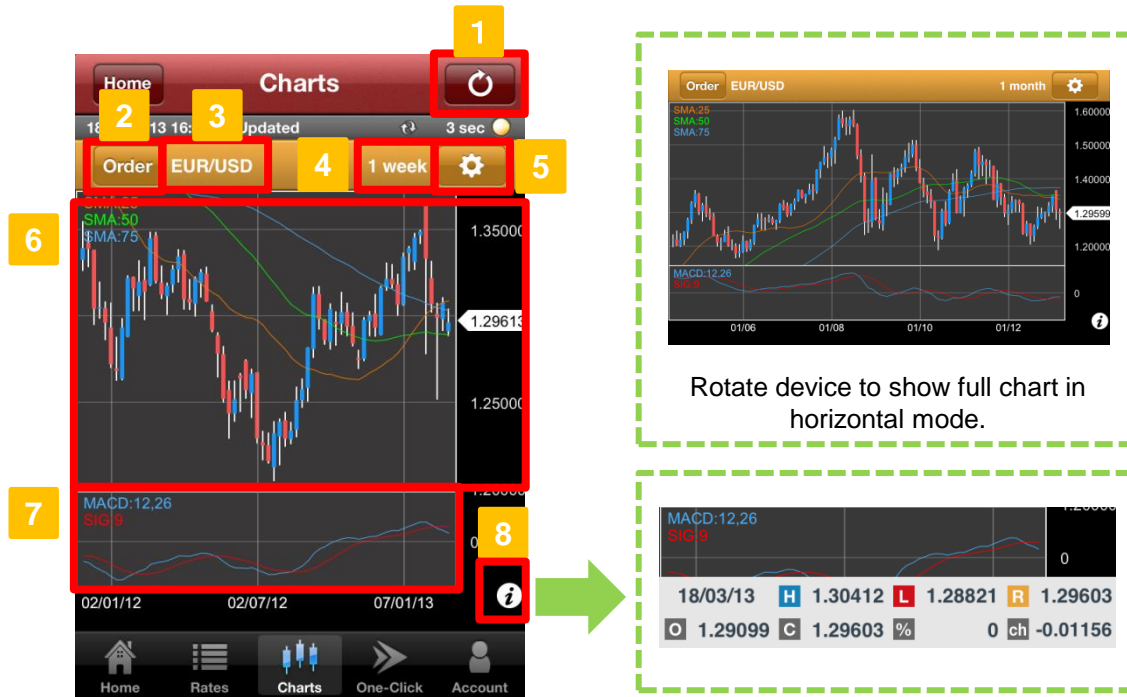 1
Home
Charts
2
3
13 16:
Updated
3 sec
Order
EUR/USD
4
1 week
5
6
SMA:50
SMA:75
1.35000
1.29613
1.25000
7
MACD:12,26
SIG:9
8
02/01/12
02/07/12
07/01/13
i
Home
Rates
Charts
One-Click
Account
Order
EUR/USD
1 month
SMA:25
SMA:50
SMA:75
1.60000
1.50000
1.40000
1.29599
1.20000
MACD:12,26
SIG:9
0
01/06
01/08
01/10
01/12
i
Rotate device to show full chart in
horizontal mode.
MACD:12,26
SIG:9
0
18/03/13 H 1.30412 L 1.28821 R 1.29603
O 1.29099 C 1.29603 % 0 ch -0.01156